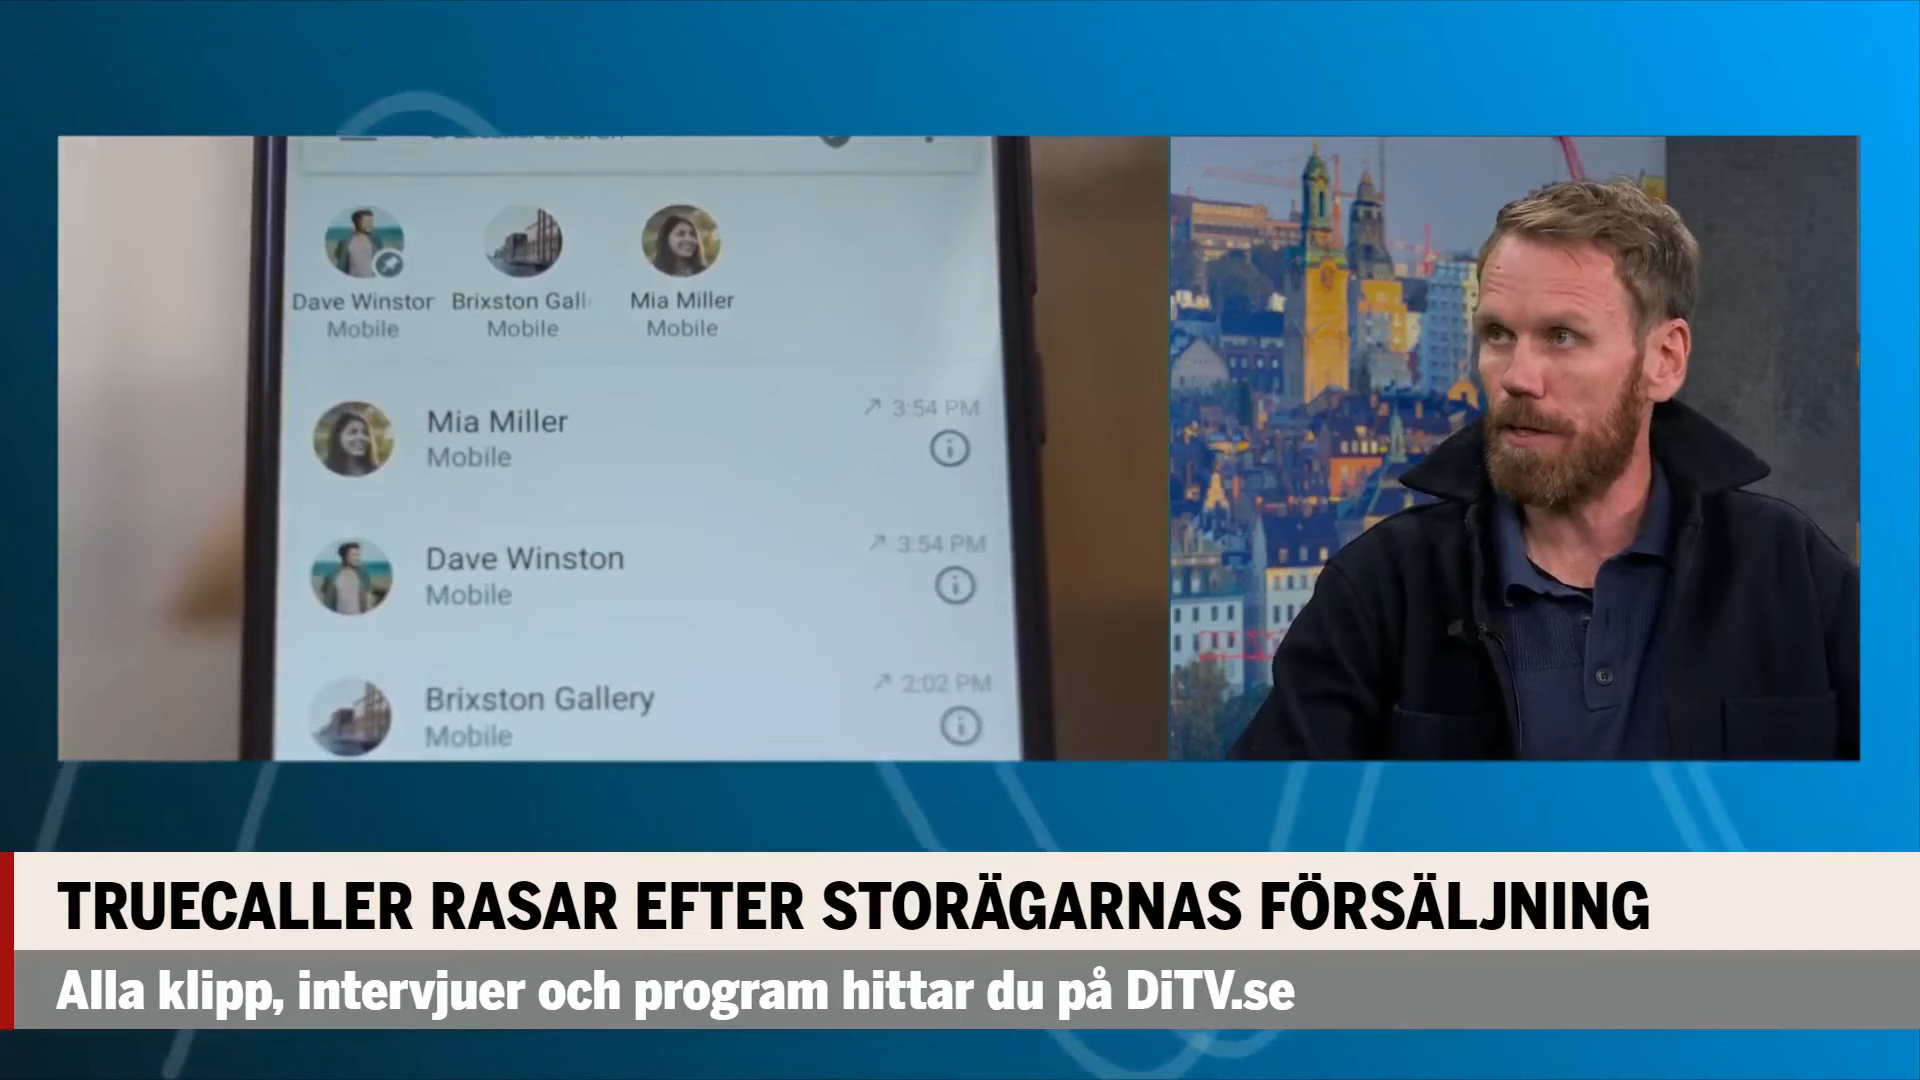 Dave Winstor
Mobile
Brixston Gall
Mobile
Mia Miller
Mobile
Mia Miller
Mobile
3:54 PM
Dave Winston
Mobile
3:54 PM
Brixston Gallery
Mobile
2:02 PM
TRUECALLER RASAR EFTER STORÄGARNAS FÖRSÄLJNING
Alla klipp, intervjuer och program hittar du på DiTV.se